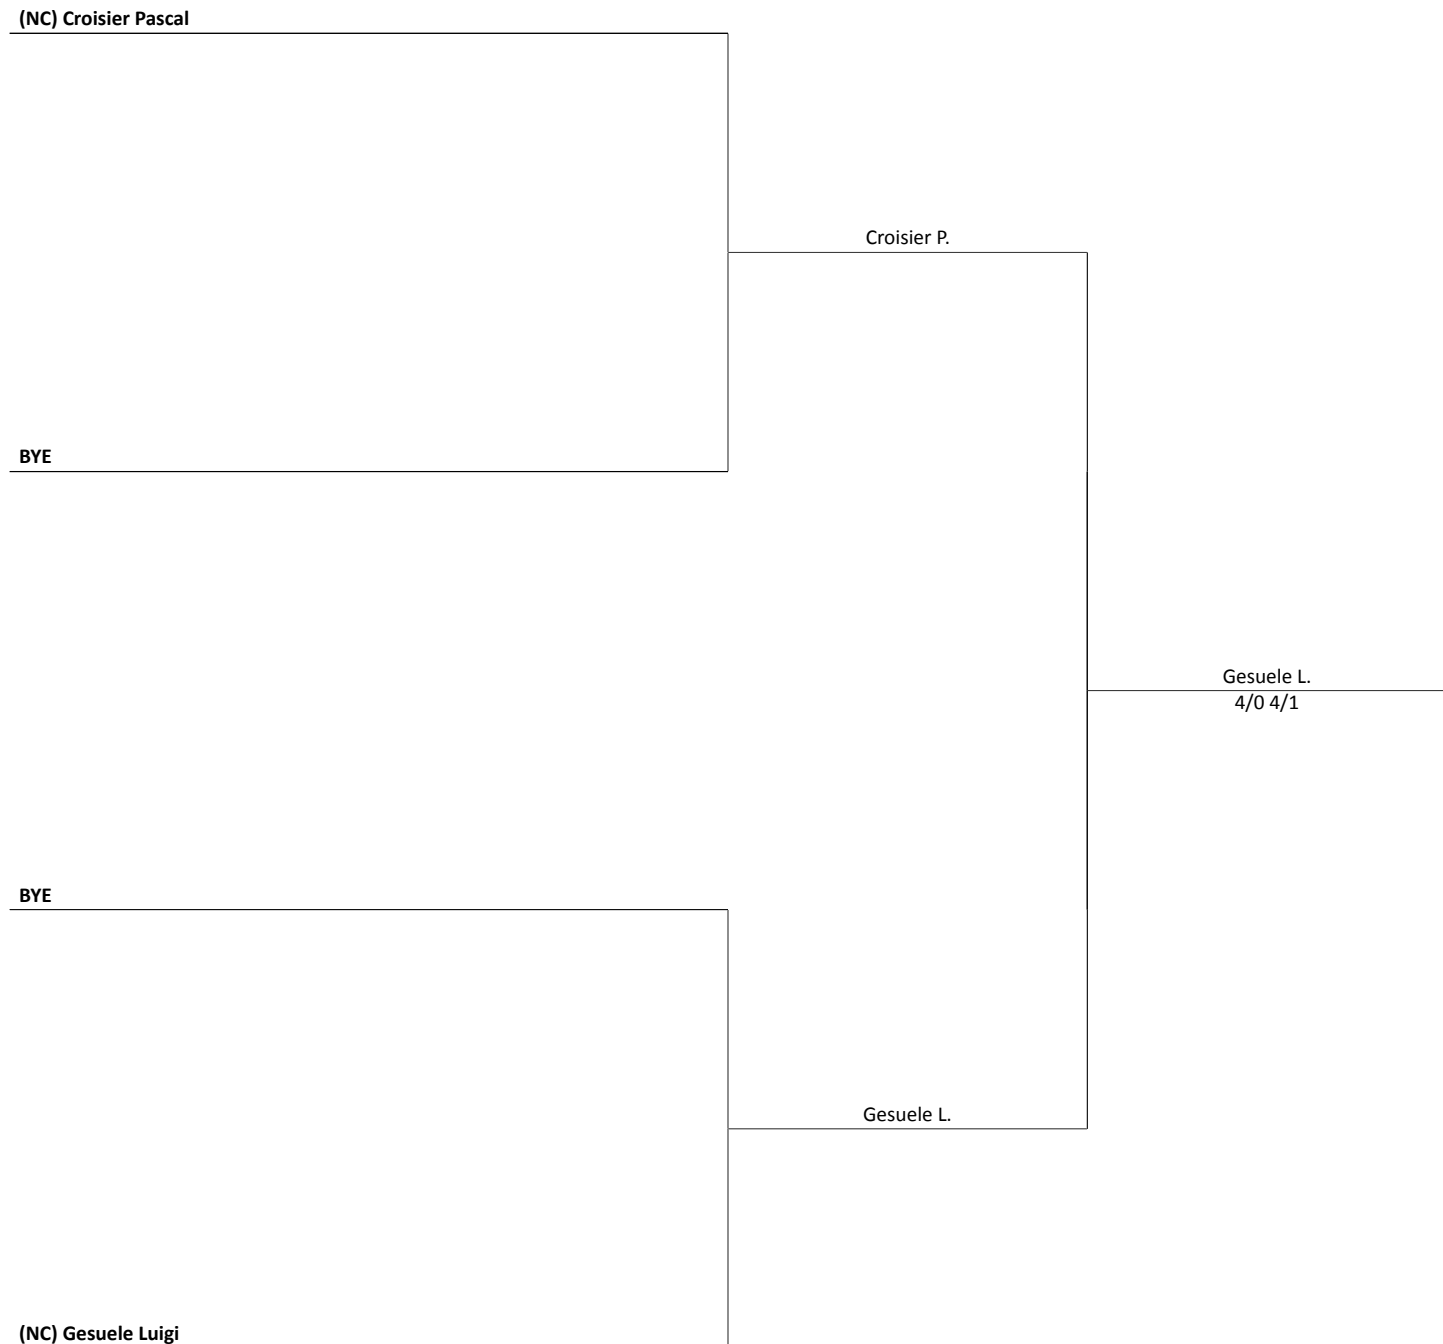 (NC) Croisier Pascal
Croisier P.
BYE
Gesuele L.
4/0 4/1
BYE
Gesuele L.
(NC) Gesuele Luigi